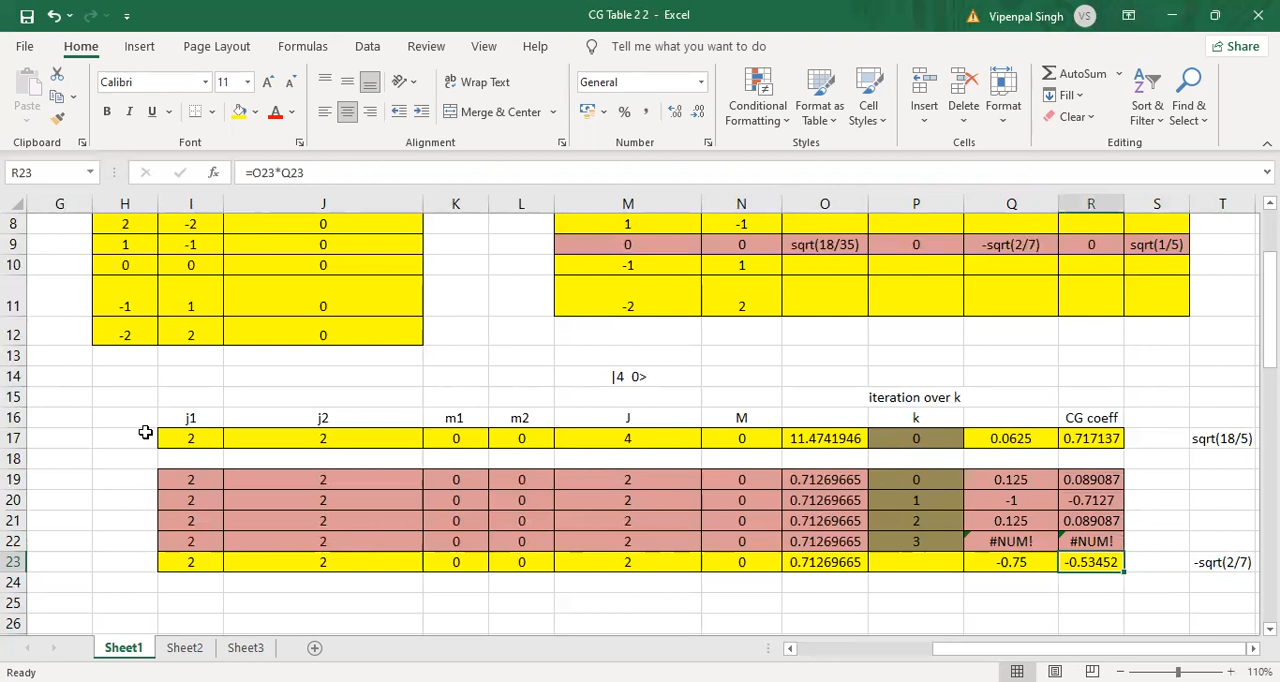 CG Table 2 2 - Excel
Vipenpal Singh VS
File Home Insert Page Layout Formulas Data Review View Help Tell me what you want to do Share
Paste Calibri 11 A A Wrap Text General Conditional Formatting Format as Table Cell Styles Insert Delete Format AutoSum Fill Clear Sort & Filter Find & Select
B I U A Merge & Center % , 
Clipboard Font Alignment Number Styles Cells Editing
R23 fx =O23*Q23
G H I J K L M N O P Q R S T
8 2 -2 0 1 -1
9 1 -1 0 0 0 sqrt(18/35) 0 -sqrt(2/7) 0 sqrt(1/5)
10 0 0 0 -1 1
11 -1 1 0 -2 2
12 -2 2 0
13
14 |4 0>
15 iteration over k
16 j1 j2 m1 m2 J M k CG coeff
17 2 2 0 0 4 0 11.4741946 0 0.0625 0.717137 sqrt(18/5)
18
19 2 2 0 0 2 0 0.71269665 0 0.125 0.089087
20 2 2 0 0 2 0 0.71269665 1 -1 -0.7127
21 2 2 0 0 2 0 0.71269665 2 0.125 0.089087
22 2 2 0 0 2 0 0.71269665 3 #NUM! #NUM!
23 2 2 0 0 2 0 0.71269665 -0.75 -0.53452 -sqrt(2/7)
24
25
26
Sheet1 Sheet2 Sheet3
Ready 110%